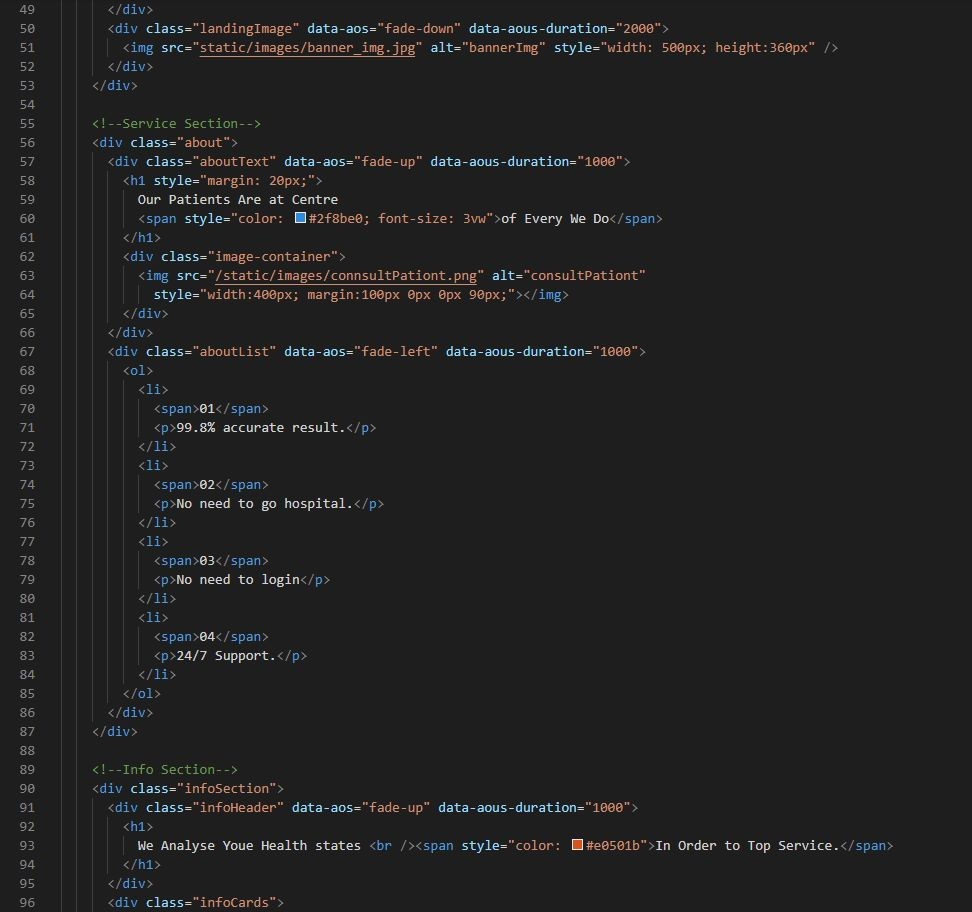 49 </div>
50 <div class="landingImage" data-aos="fade-down" data-aous-duration="2000">
51 <img src="static/images/banner_img.jpg" alt="bannerImg" style="width: 500px; height:360px" />
52 </div>
53 </div>
54
55 <!--Service Section-->
56 <div class="about">
57 <div class="aboutText" data-aos="fade-up" data-aous-duration="1000">
58 <h1 style="margin: 20px;">
59 Our Patients Are at Centre
60 <span style="color: #2f8be0; font-size: 3vw">of Every We Do</span>
61 </h1>
62 <div class="image-container">
63 <img src="/static/images/connsultPationt.png" alt="consultPationt"
64 style="width:400px; margin:100px 0px 0px 90px;"></img>
65 </div>
66 </div>
67 <div class="aboutList" data-aos="fade-left" data-aous-duration="1000">
68 <ol>
69 <li>
70 <span>01</span>
71 <p>99.8% accurate result.</p>
72 </li>
73 <li>
74 <span>02</span>
75 <p>No need to go hospital.</p>
76 </li>
77 <li>
78 <span>03</span>
79 <p>No need to login</p>
80 </li>
81 <li>
82 <span>04</span>
83 <p>24/7 Support.</p>
84 </li>
85 </ol>
86 </div>
87 </div>
88
89 <!--Info Section-->
90 <div class="infoSection">
91 <div class="infoHeader" data-aos="fade-up" data-aous-duration="1000">
92 <h1>
93 We Analyse Youe Health states <br /><span style="color: #e0501b">In Order to Top Service.</span>
94 </h1>
95 </div>
96 <div class="infoCards">